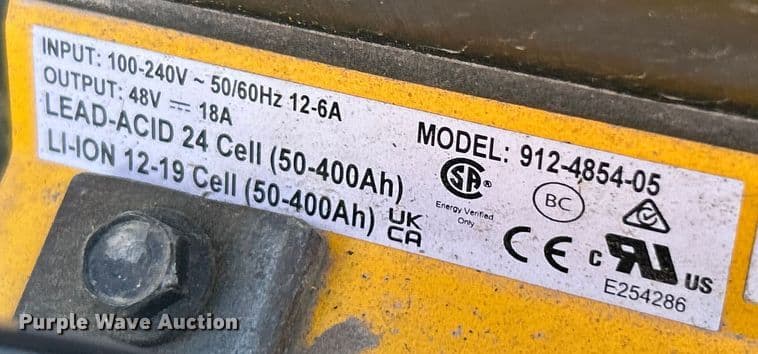 INPUT: 100-240V ~ 50/60Hz 12-6A
OUTPUT: 48V ⎓ 18A
LEAD-ACID 24 Cell (50-400Ah)
LI-ION 12-19 Cell (50-400Ah)
UK
CA
MODEL: 912-4854-05
SA ®
Energy Verified
Only
BC
CE
c RU US
E254286
Purple Wave Auction